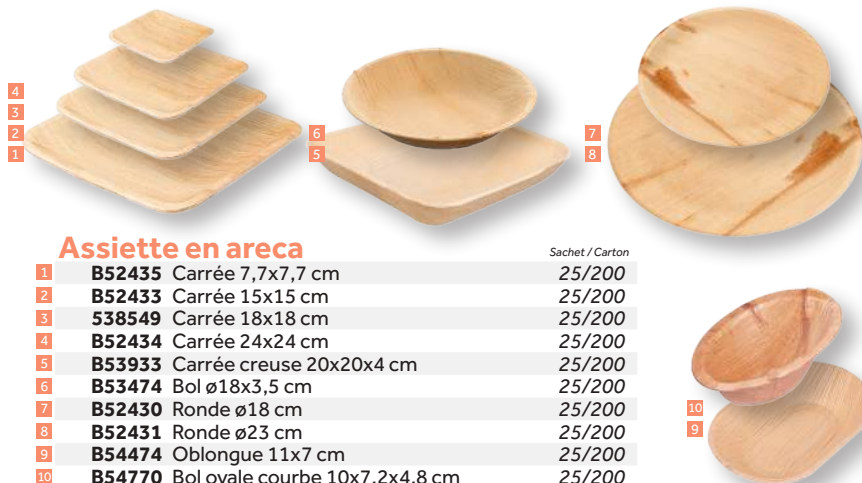 4
3
2
1
6
5
7
8
Assiette en areca
Sachet / Carton
1 B52435 Carrée 7,7x7,7 cm 25/200
2 B52433 Carrée 15x15 cm 25/200
3 538549 Carrée 18x18 cm 25/200
4 B52434 Carrée 24x24 cm 25/200
5 B53933 Carrée creuse 20x20x4 cm 25/200
6 B53474 Bol ø18x3,5 cm 25/200
7 B52430 Ronde ø18 cm 25/200
8 B52431 Ronde ø23 cm 25/200
9 B54474 Oblongue 11x7 cm 25/200
10 B54770 Bol ovale courbe 10x7,2x4,8 cm 25/200
10
9